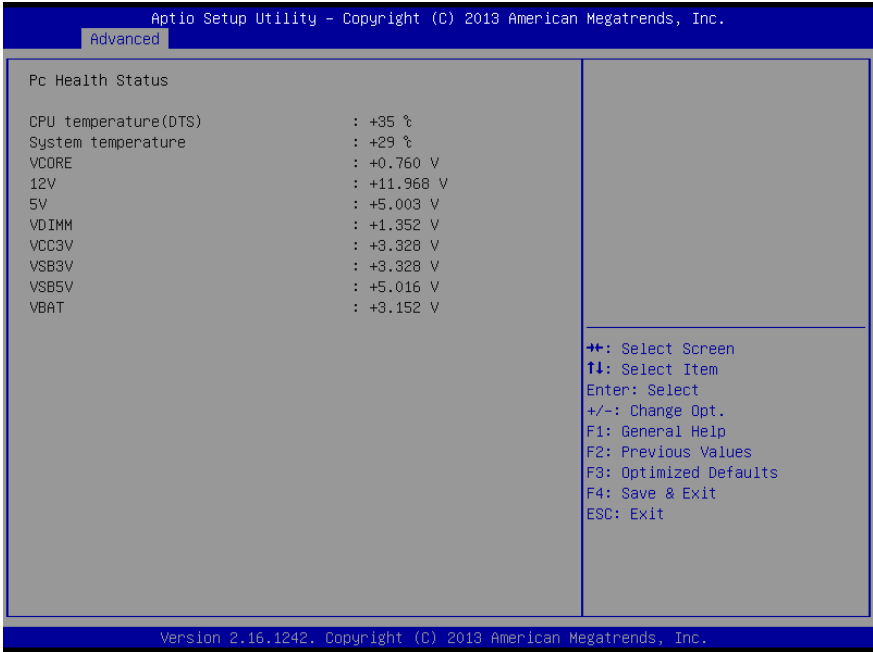 Aptio Setup Utility – Copyright (C) 2013 American Megatrends, Inc.
Advanced
Pc Health Status
CPU temperature(DTS) : +35 ℃
System temperature : +29 ℃
VCORE : +0.760 V
12V : +11.968 V
5V : +5.003 V
VDIMM : +1.352 V
VCC3V : +3.328 V
VSB3V : +3.328 V
VSB5V : +5.016 V
VBAT : +3.152 V
→←: Select Screen
↑↓: Select Item
Enter: Select
+/-: Change Opt.
F1: General Help
F2: Previous Values
F3: Optimized Defaults
F4: Save & Exit
ESC: Exit
Version 2.16.1242. Copyright (C) 2013 American Megatrends, Inc.